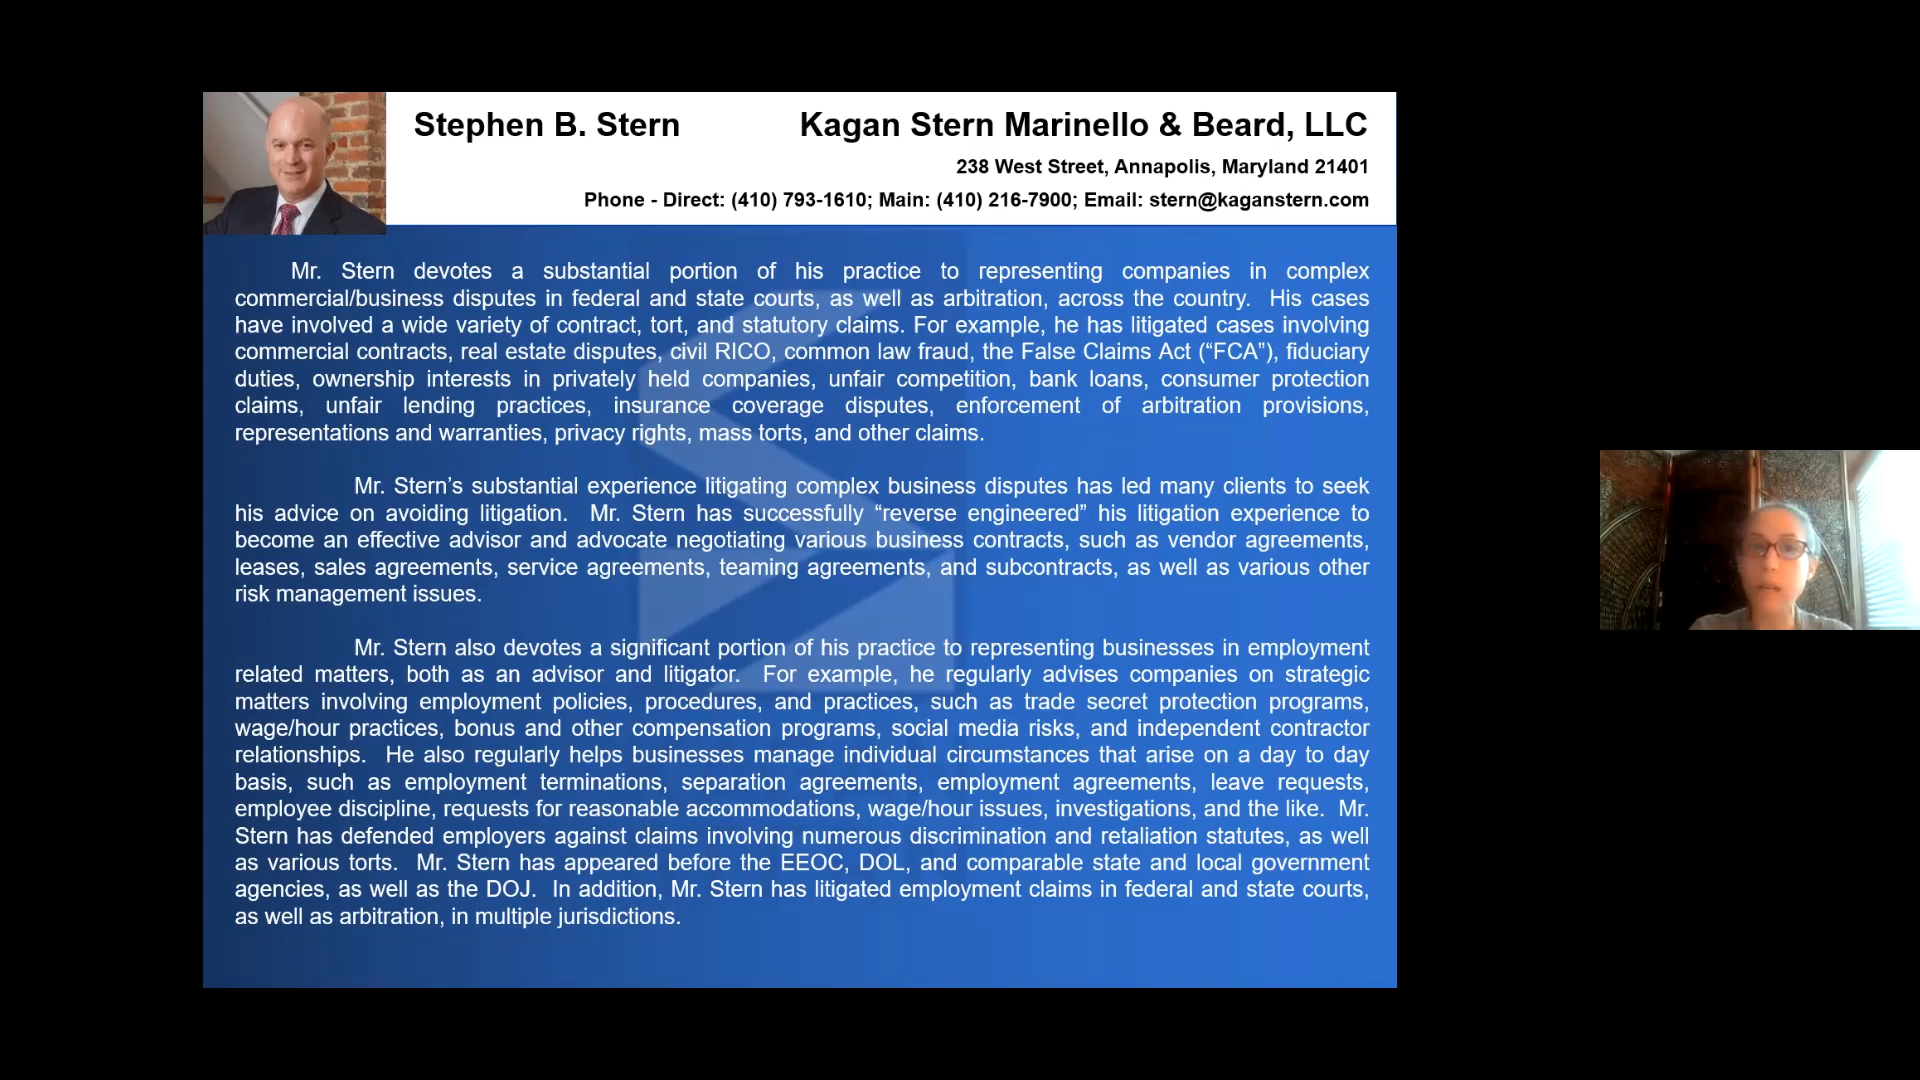 Stephen B. Stern Kagan Stern Marinello & Beard, LLC
238 West Street, Annapolis, Maryland 21401
Phone - Direct: (410) 793-1610; Main: (410) 216-7900; Email: stern@kaganstern.com
Mr. Stern devotes a substantial portion of his practice to representing companies in complex
commercial/business disputes in federal and state courts, as well as arbitration, across the country. His cases
have involved a wide variety of contract, tort, and statutory claims. For example, he has litigated cases involving
commercial contracts, real estate disputes, civil RICO, common law fraud, the False Claims Act (“FCA”), fiduciary
duties, ownership interests in privately held companies, unfair competition, bank loans, consumer protection
claims, unfair lending practices, insurance coverage disputes, enforcement of arbitration provisions,
representations and warranties, privacy rights, mass torts, and other claims.
Mr. Stern’s substantial experience litigating complex business disputes has led many clients to seek
his advice on avoiding litigation. Mr. Stern has successfully “reverse engineered” his litigation experience to
become an effective advisor and advocate negotiating various business contracts, such as vendor agreements,
leases, sales agreements, service agreements, teaming agreements, and subcontracts, as well as various other
risk management issues.
Mr. Stern also devotes a significant portion of his practice to representing businesses in employment
related matters, both as an advisor and litigator. For example, he regularly advises companies on strategic
matters involving employment policies, procedures, and practices, such as trade secret protection programs,
wage/hour practices, bonus and other compensation programs, social media risks, and independent contractor
relationships. He also regularly helps businesses manage individual circumstances that arise on a day to day
basis, such as employment terminations, separation agreements, employment agreements, leave requests,
employee discipline, requests for reasonable accommodations, wage/hour issues, investigations, and the like. Mr.
Stern has defended employers against claims involving numerous discrimination and retaliation statutes, as well
as various torts. Mr. Stern has appeared before the EEOC, DOL, and comparable state and local government
agencies, as well as the DOJ. In addition, Mr. Stern has litigated employment claims in federal and state courts,
as well as arbitration, in multiple jurisdictions.